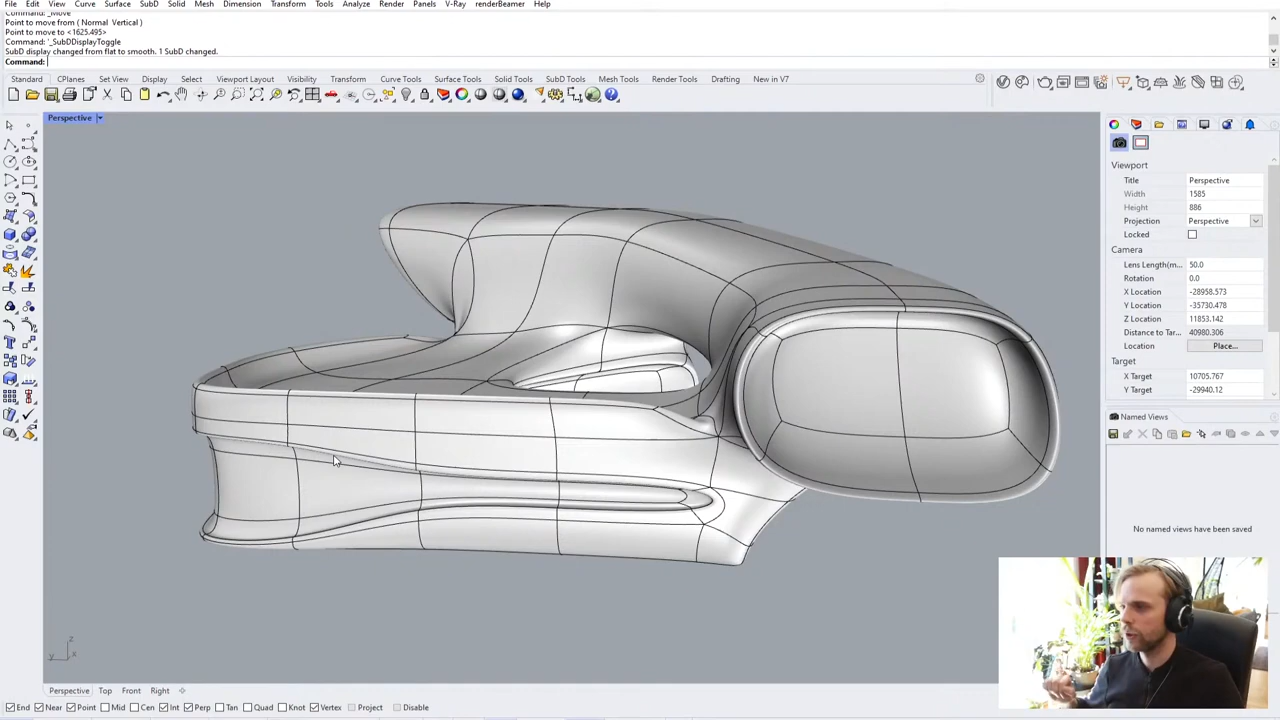 File Edit View Curve Surface SubD Solid Mesh Dimension Transform Tools Analyze Render Panels V-Ray renderBeamer Help
Command: _Move
Point to move from ( Normal Vertical )
Point to move to <1625.495>
Command: '_SubDDisplayToggle
SubD display changed from flat to smooth. 1 SubD changed.
Command:
Standard CPlanes Set View Display Select Viewport Layout Visibility Transform Curve Tools Surface Tools Solid Tools SubD Tools Mesh Tools Render Tools Drafting New in V7
Perspective
Viewport
Title Perspective
Width 1585
Height 886
Projection Perspective
Locked
Camera
Lens Length(m... 50.0
Rotation 0.0
X Location -28958.573
Y Location -35730.478
Z Location 11853.142
Distance to Tar... 40980.306
Location Place...
Target
X Target 10705.767
Y Target -29940.12
Named Views
No named views have been saved
z
y x
Perspective Top Front Right
End Near Point Mid Cen Int Perp Tan Quad Knot Vertex Project Disable